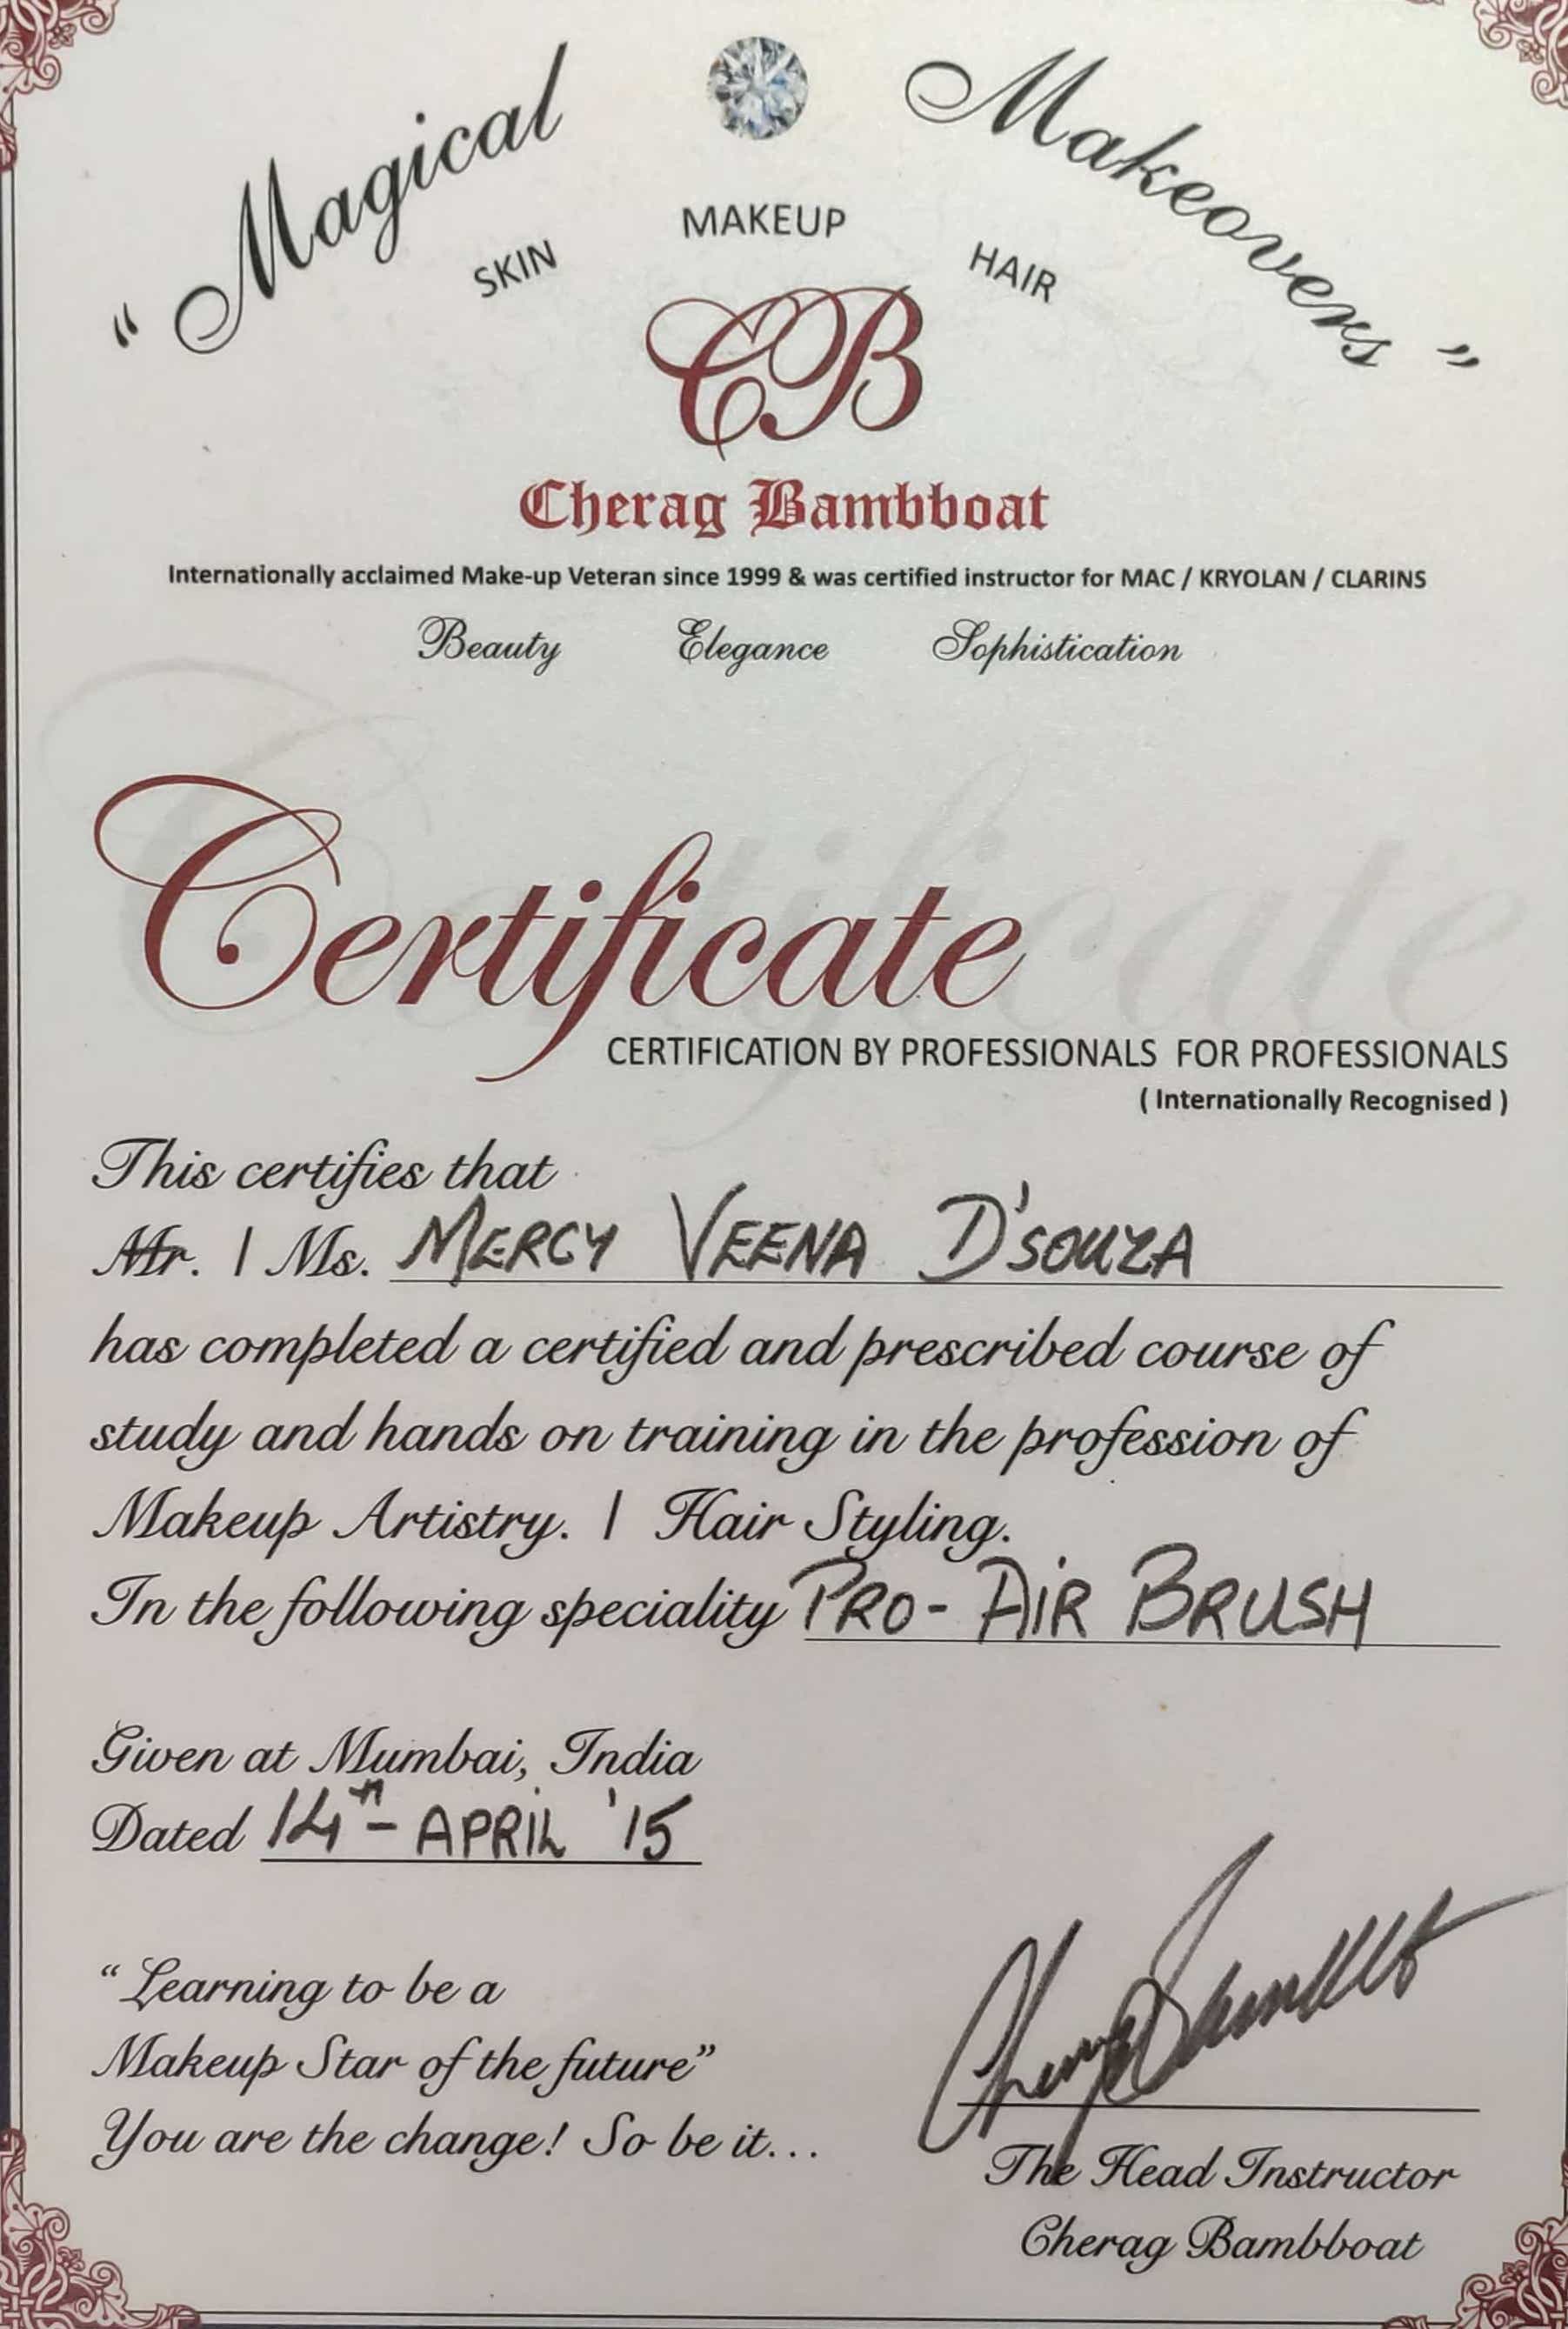 “ Magical Makeovers ”
SKIN MAKEUP HAIR
CB
Cherag Bambboat
Internationally acclaimed Make-up Veteran since 1999 & was certified instructor for MAC / KRYOLAN / CLARINS
Beauty Elegance Sophistication
Certificate
CERTIFICATION BY PROFESSIONALS FOR PROFESSIONALS
( Internationally Recognised )
This certifies that
Mr. / Ms. MERCY VEENA D'SOUZA
has completed a certified and prescribed course of
study and hands on training in the profession of
Makeup Artistry. / Hair Styling.
In the following speciality PRO- AIR BRUSH
Given at Mumbai, India
Dated 14th - APRIL '15
“ Learning to be a
Makeup Star of the future”
You are the change! So be it...
Cherag Bambboat
The Head Instructor
Cherag Bambboat